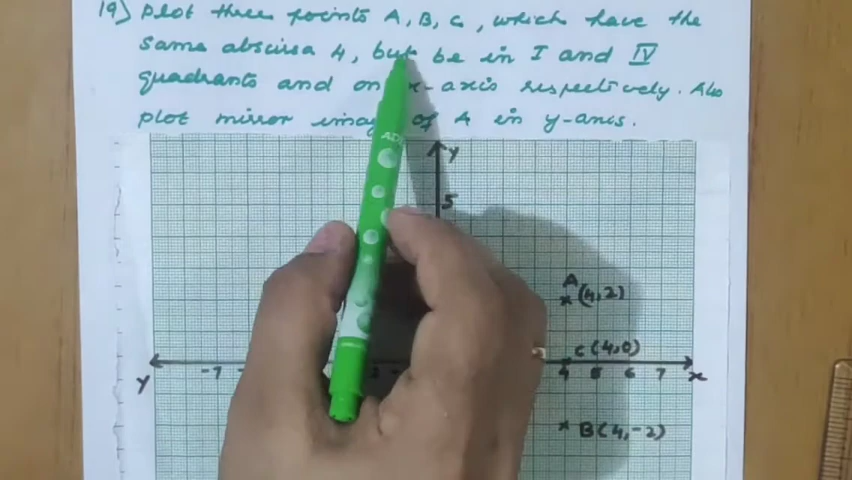 19) Plot three points A, B, C, which have the
same abscissa 4, but be in I and IV
quadrants and on x-axis respectively. Also
plot mirror image of A in y-axis.
y
5
A
(4,2)
C (4,0)
-7
4 5 6 7
y
x
B(4,-2)